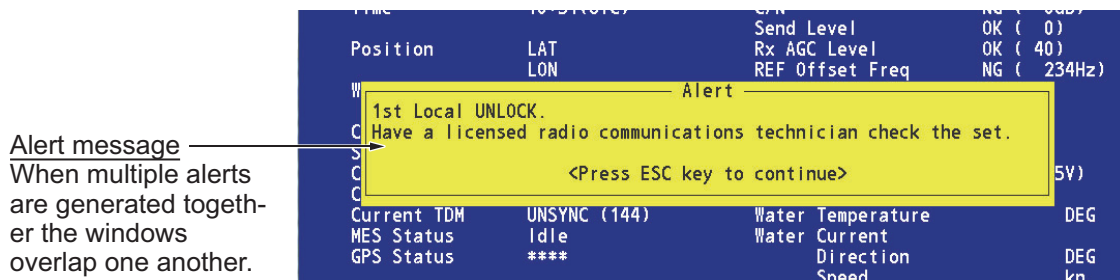 Send Level OK ( 0)
Position LAT Rx AGC Level OK ( 40)
LON REF Offset Freq NG ( 234Hz)
W
Alert
1st Local UNLOCK.
C Have a licensed radio communications technician check the set.
S
C <Press ESC key to continue> 5V)
C
Current TDM UNSYNC (144) Water Temperature DEG
MES Status Idle Water Current
GPS Status **** Direction DEG
Speed kn
Alert message
When multiple alerts
are generated togeth-
er the windows
overlap one another.